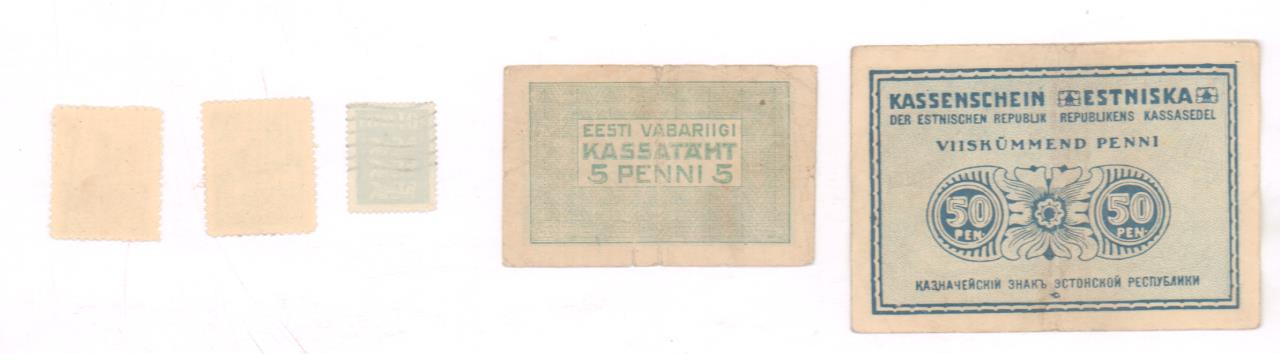 EESTI VABARIIGI
KASSATÄHT
5 PENNI 5
KASSENSCHEIN ESTNISKA
DER ESTNISCHEN REPUBLIK REPUBLIKENS KASSASEDEL
VIISKÜMMEND PENNI
50 50
PEN. PEN.
КАЗНАЧЕЙСКІЙ ЗНАКЪ ЭСТОНСКОЙ РЕСПУБЛИКИ